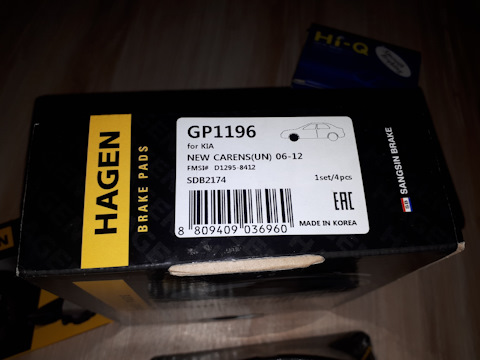 Hi-Q
HAGEN
BRAKE PADS
GP1196
for KIA
NEW CARENS(UN) 06-12
FMSI# D1295-8412
SDB2174
1set/4pcs
EAC
8 809409 036960
MADE IN KOREA
SANGSIN BRAKE
HAGEN